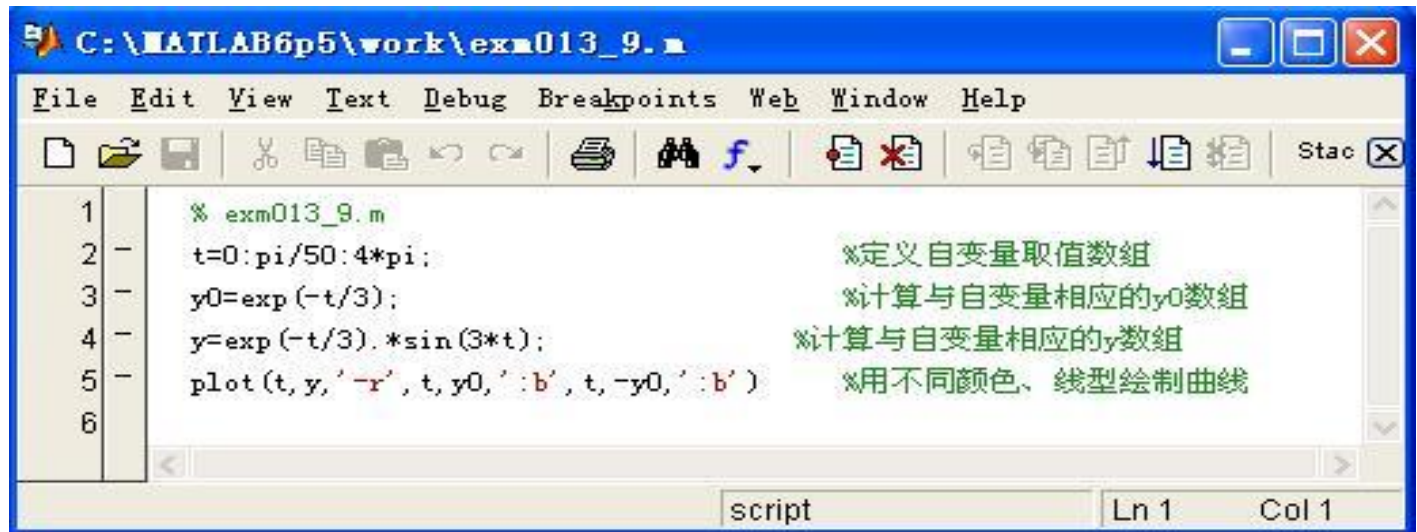 C:\MATLAB6p5\work\exm013_9.m
File Edit View Text Debug Breakpoints Web Window Help
Stac
1 % exm013_9.m
2 - t=0:pi/50:4*pi; %定义自变量取值数组
3 - y0=exp(-t/3); %计算与自变量相应的y0数组
4 - y=exp(-t/3).*sin(3*t); %计算与自变量相应的y数组
5 - plot(t,y,'-r',t,y0,':b',t,-y0,':b') %用不同颜色、线型绘制曲线
6
script Ln 1 Col 1